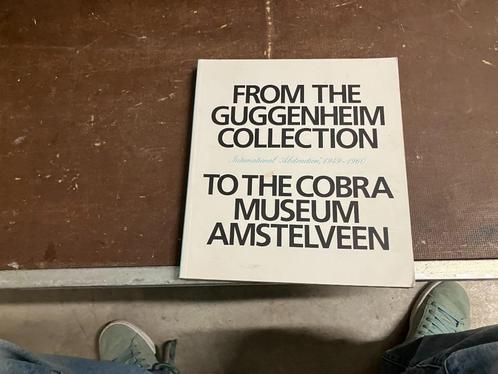 FROM THE
GUGGENHEIM
COLLECTION
International Abstraction, 1949-1960
TO THE COBRA
MUSEUM
AMSTELVEEN